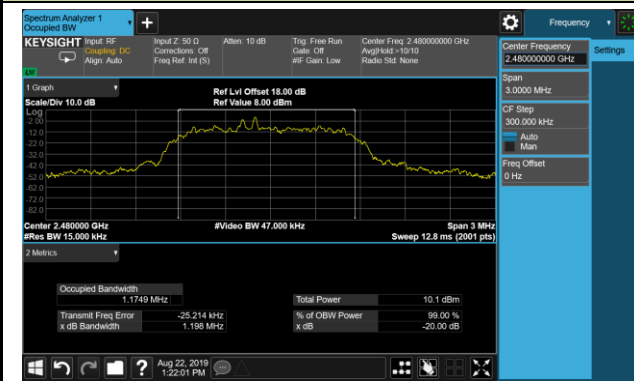 Spectrum Analyzer 1
Occupied BW
Frequency
KEYSIGHT
Input: RF
Coupling: DC
Align: Auto
Input Z: 50 Ω
Corrections: Off
Freq Ref: Int (S)
Atten: 10 dB
Trig: Free Run
Gate: Off
#IF Gain: Low
Center Freq: 2.480000000 GHz
Avg|Hold:>10/10
Radio Std: None
Center Frequency
2.480000000 GHz
Settings
Span
3.0000 MHz
CF Step
300.000 kHz
Auto
Man
Freq Offset
0 Hz
1 Graph
Scale/Div 10.0 dB
Ref Lvl Offset 18.00 dB
Ref Value 8.00 dBm
Log
-2.00
-12.0
-22.0
-32.0
-42.0
-52.0
-62.0
-72.0
-82.0
Center 2.480000 GHz
#Res BW 15.000 kHz
#Video BW 47.000 kHz
Span 3 MHz
Sweep 12.8 ms (2001 pts)
2 Metrics
Occupied Bandwidth
1.1749 MHz
Total Power 10.1 dBm
Transmit Freq Error -25.214 kHz
% of OBW Power 99.00 %
x dB Bandwidth 1.198 MHz
x dB -20.00 dB
?
Aug 22, 2019
1:22:01 PM